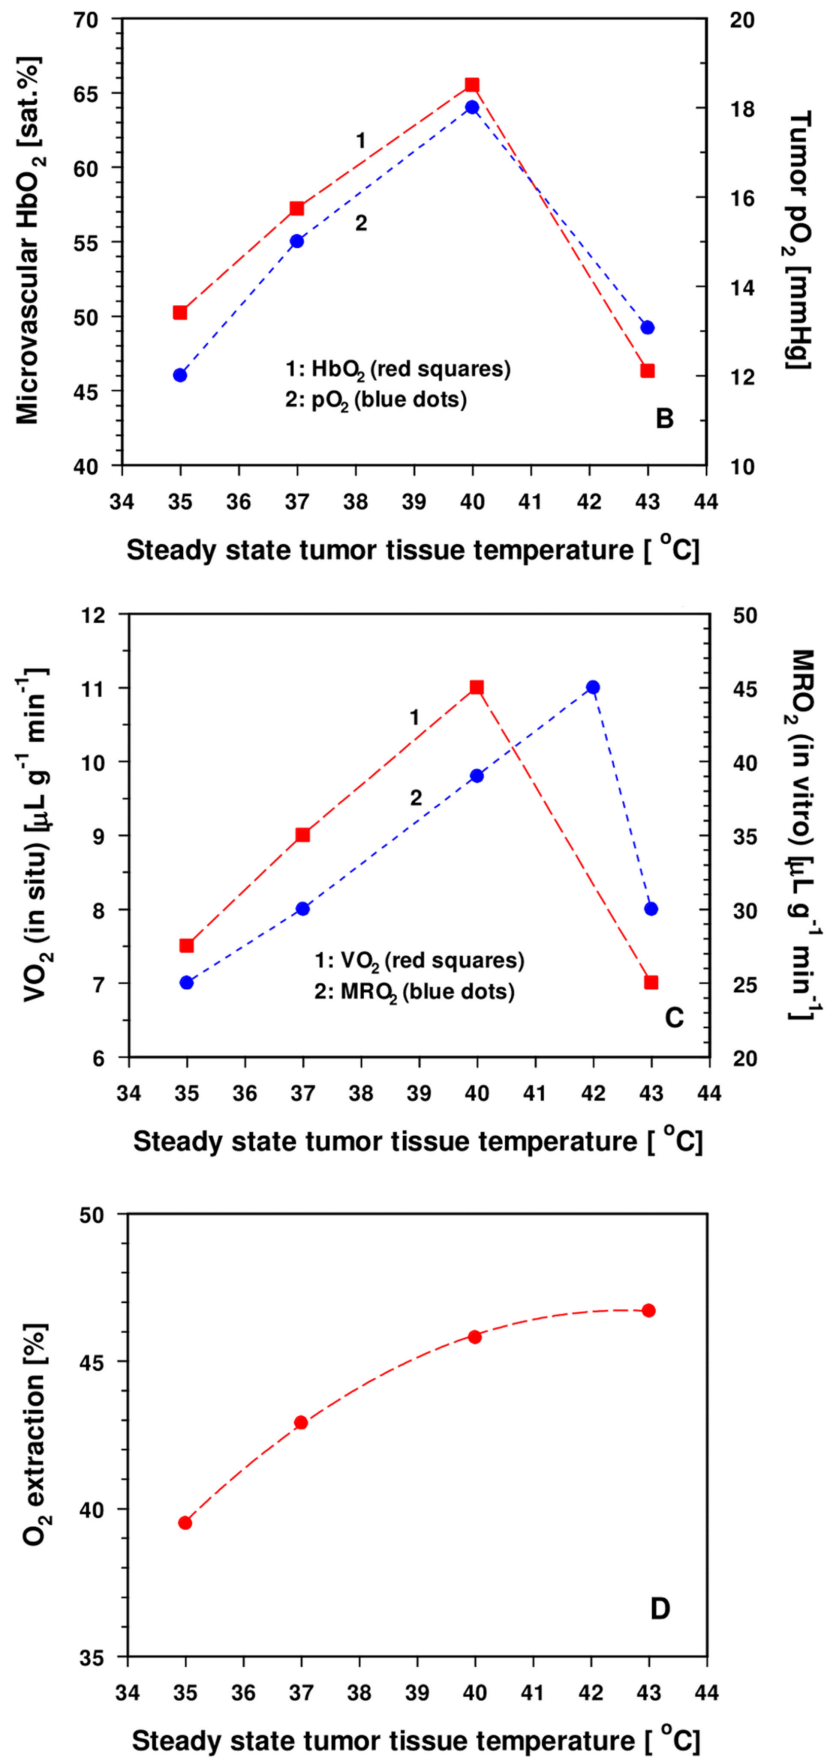 70
65
60
55
50
45
40
Microvascular HbO2 [sat.%]
20
18
16
14
12
10
Tumor pO2 [mmHg]
1
2
1: HbO2 (red squares)
2: pO2 (blue dots)
B
34 35 36 37 38 39 40 41 42 43 44
Steady state tumor tissue temperature [ oC]
12
11
10
9
8
7
6
VO2 (in situ) [µL g-1 min-1]
50
45
40
35
30
25
20
MRO2 (in vitro) [µL g-1 min-1]
1
2
1: VO2 (red squares)
2: MRO2 (blue dots)
C
34 35 36 37 38 39 40 41 42 43 44
Steady state tumor tissue temperature [ oC]
50
45
40
35
O2 extraction [%]
D
34 35 36 37 38 39 40 41 42 43 44
Steady state tumor tissue temperature [ oC]